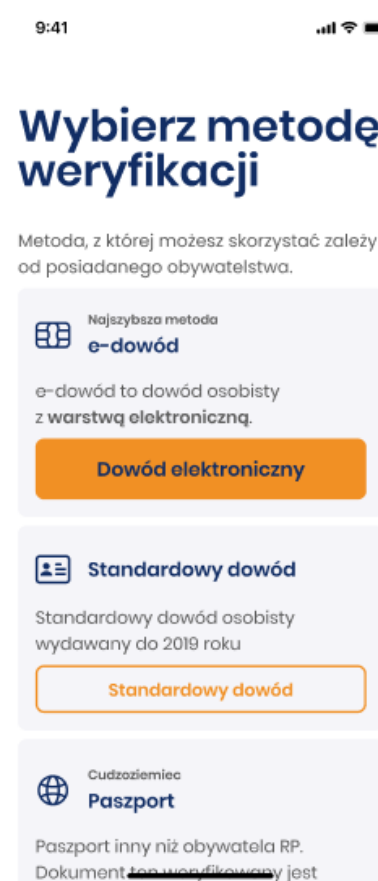 9:41
Wybierz metodę
weryfikacji
Metoda, z której możesz skorzystać zależy
od posiadanego obywatelstwa.
Najszybsza metoda
e-dowód
e-dowód to dowód osobisty
z warstwą elektroniczną.
Dowód elektroniczny
Standardowy dowód
Standardowy dowód osobisty
wydawany do 2019 roku
Standardowy dowód
Cudzoziemiec
Paszport
Paszport inny niż obywatela RP.
Dokument ten weryfikowany jest